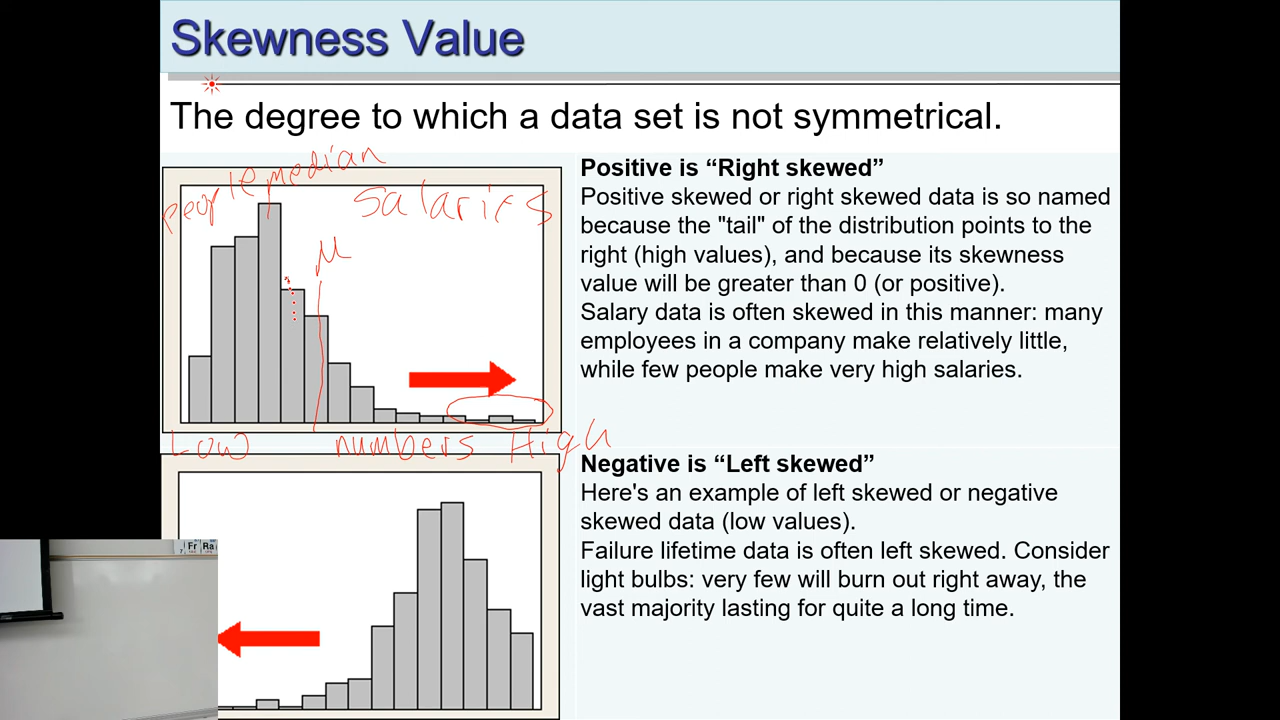 Skewness Value
The degree to which a data set is not symmetrical.
people median
salaries
M
Low numbers High
Positive is “Right skewed”
Positive skewed or right skewed data is so named
because the "tail" of the distribution points to the
right (high values), and because its skewness
value will be greater than 0 (or positive).
Salary data is often skewed in this manner: many
employees in a company make relatively little,
while few people make very high salaries.
Negative is “Left skewed”
Here's an example of left skewed or negative
skewed data (low values).
Failure lifetime data is often left skewed. Consider
light bulbs: very few will burn out right away, the
vast majority lasting for quite a long time.
Fr Ra